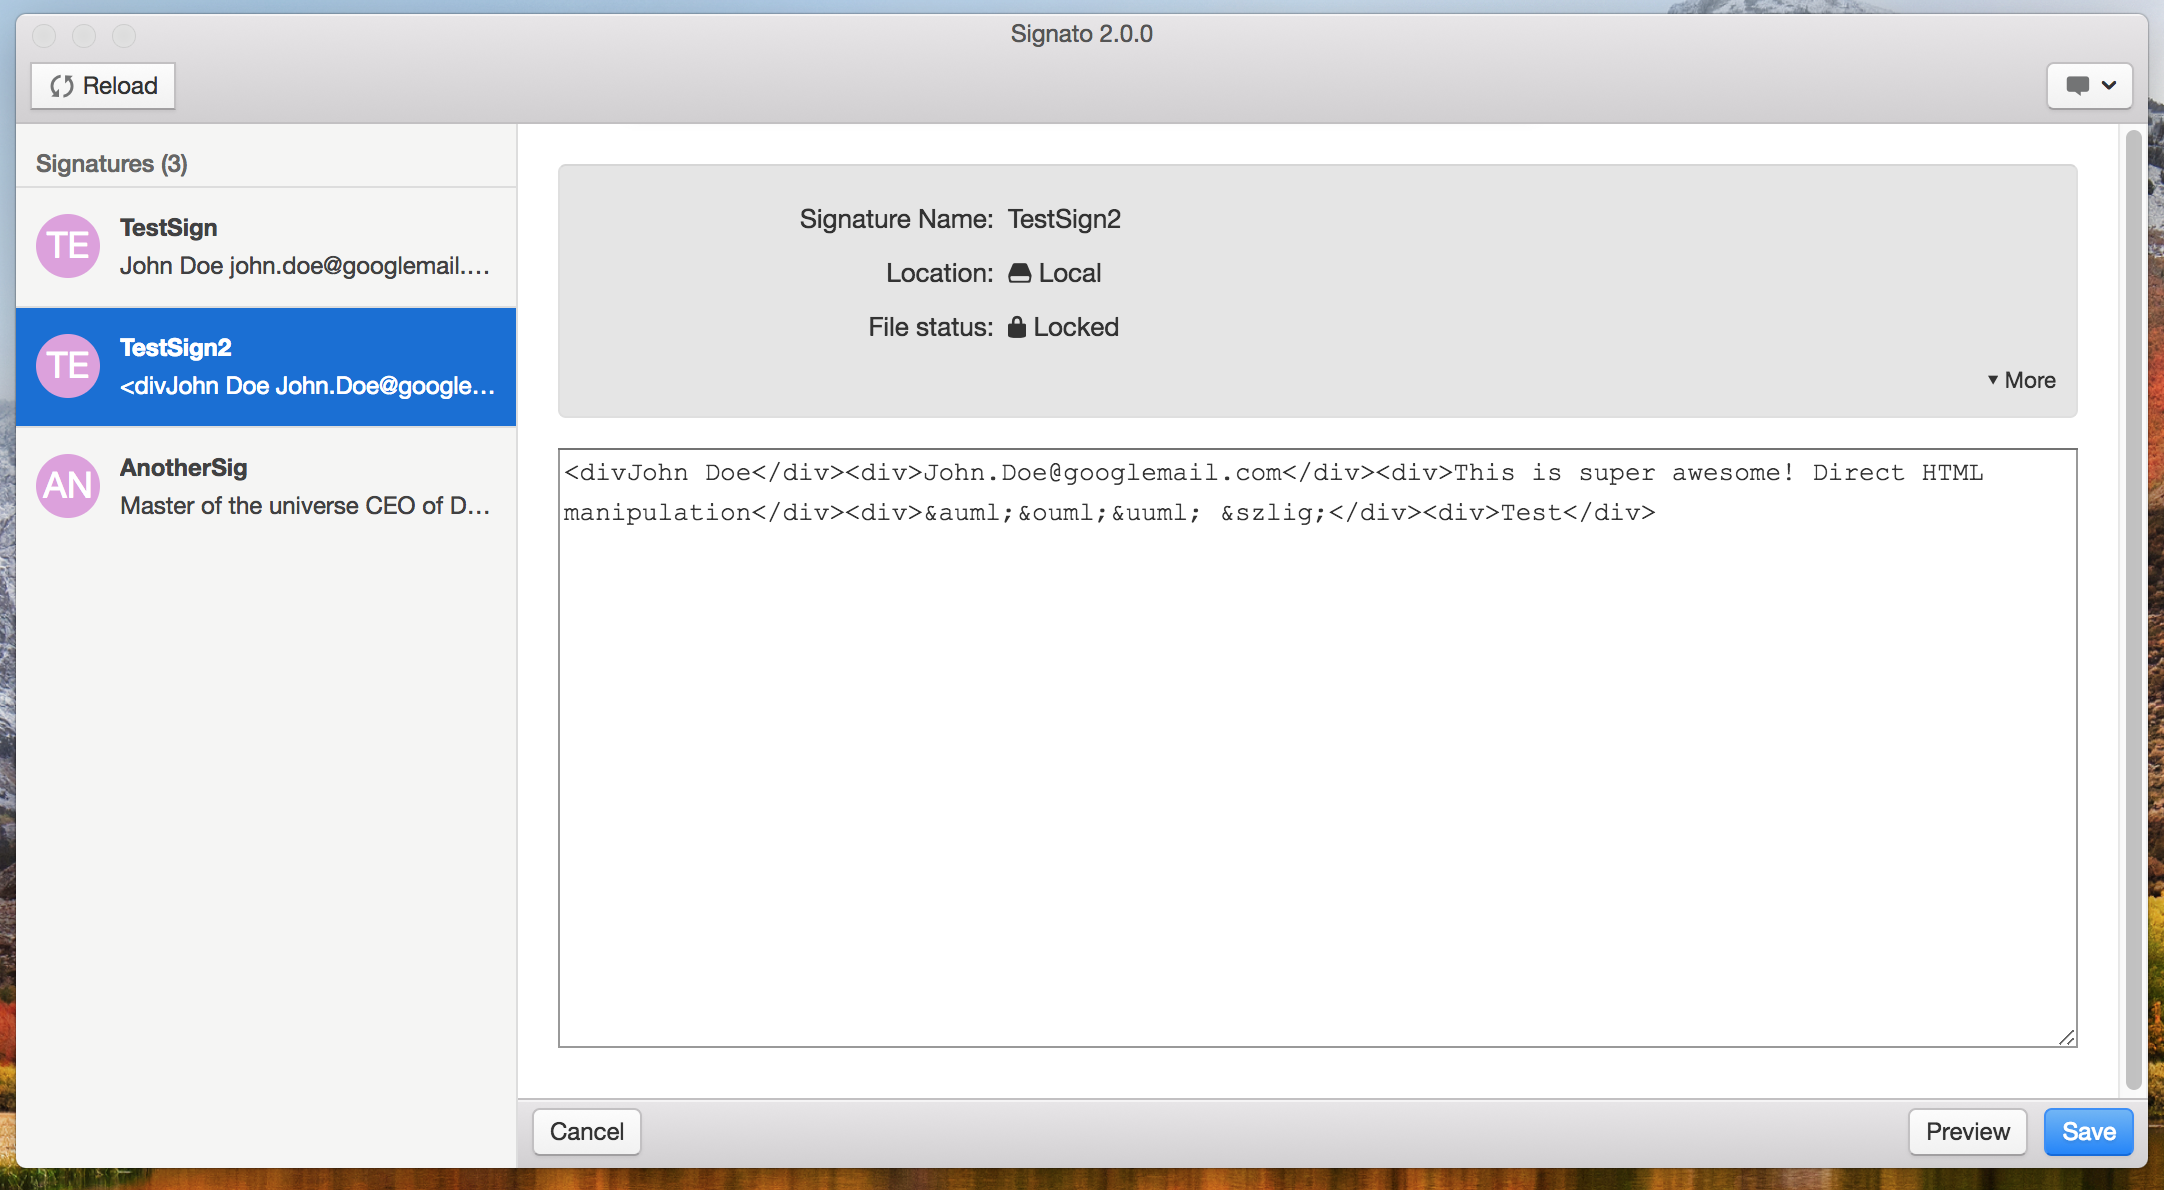 Signato 2.0.0
Reload
Signatures (3)
TE
TestSign
John Doe john.doe@googlemail.…
TE
TestSign2
<divJohn Doe John.Doe@google…
AN
AnotherSig
Master of the universe CEO of D…
Signature Name: TestSign2
Location: Local
File status: Locked
▼ More
<divJohn Doe</div><div>John.Doe@googlemail.com</div><div>This is super awesome! Direct HTML
manipulation</div><div>&auml;&ouml;&uuml; &szlig;</div><div>Test</div>
Cancel
Preview
Save